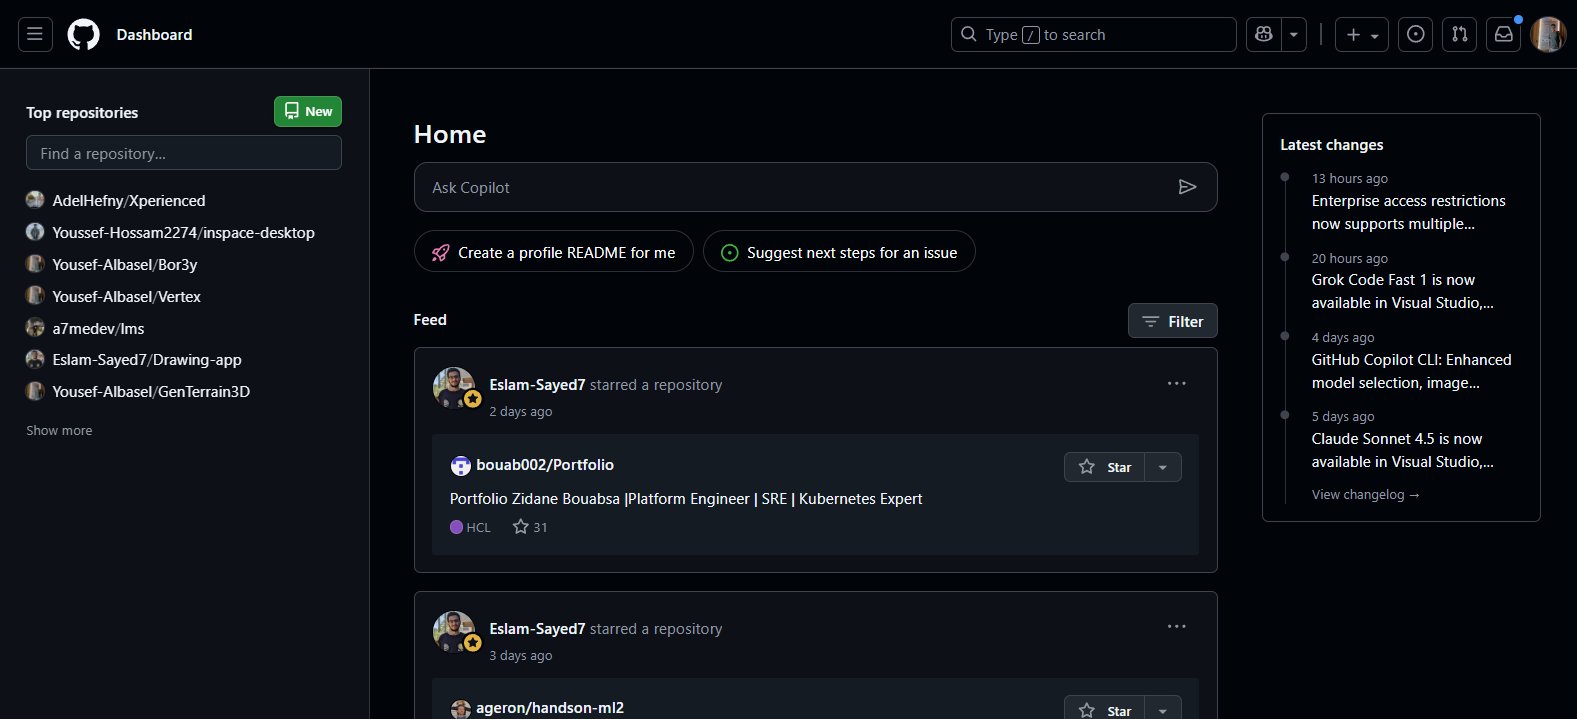 Dashboard
Type / to search
Top repositories
New
Find a repository...
AdelHefny/Xperienced
Youssef-Hossam2274/inspace-desktop
Yousef-Albasel/Bor3y
Yousef-Albasel/Vertex
a7medev/lms
Eslam-Sayed7/Drawing-app
Yousef-Albasel/GenTerrain3D
Show more
Home
Ask Copilot
Create a profile README for me
Suggest next steps for an issue
Feed
Filter
Eslam-Sayed7 starred a repository
2 days ago
bouab002/Portfolio
Star
Portfolio Zidane Bouabsa |Platform Engineer | SRE | Kubernetes Expert
HCL
31
Eslam-Sayed7 starred a repository
3 days ago
ageron/handson-ml2
Star
Latest changes
13 hours ago
Enterprise access restrictions
now supports multiple...
20 hours ago
Grok Code Fast 1 is now
available in Visual Studio,...
4 days ago
GitHub Copilot CLI: Enhanced
model selection, image...
5 days ago
Claude Sonnet 4.5 is now
available in Visual Studio,...
View changelog →